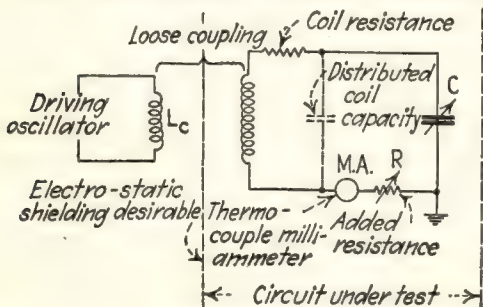 Coil resistance
Loose coupling
Distributed
coil
capacity
C
Driving
oscillator
Lc
M.A.
R
Electro-static
shielding desirable
Thermo-
couple milli-
ammeter
Added
resistance
Circuit under test